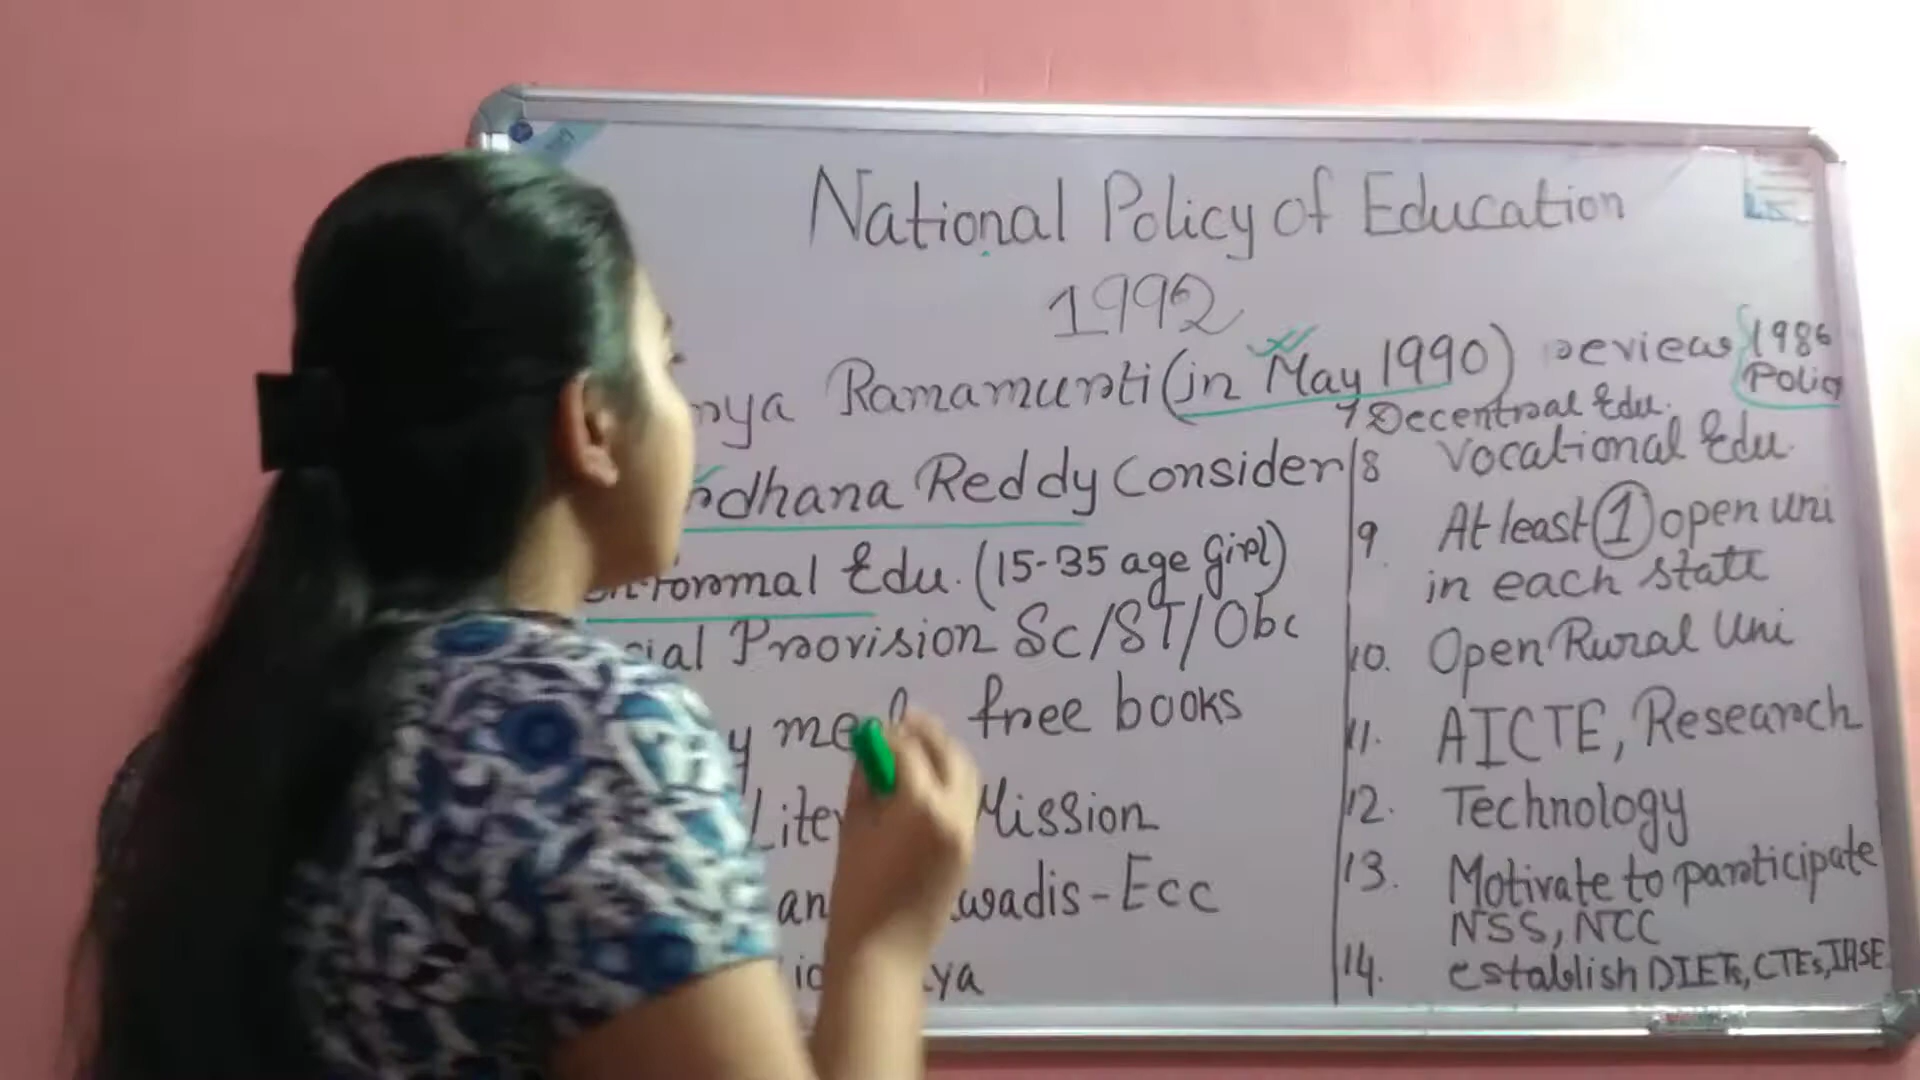 National Policy of Education
1992
Ramamurti (in May 1990) reviews 1986
Policy
Reddy Consider
Formal Edu. (15-35 age Girl)
Provision Sc/ST/Obc
free books
Mission
wadis-Ecc
7 Decentral Edu.
8 Vocational Edu.
9 At least 1 open uni
in each state
10. Open Rural Uni
11. AICTE, Research
12. Technology
13. Motivate to participate
NSS, NCC
14. establish DIETs, CTEs, IASE